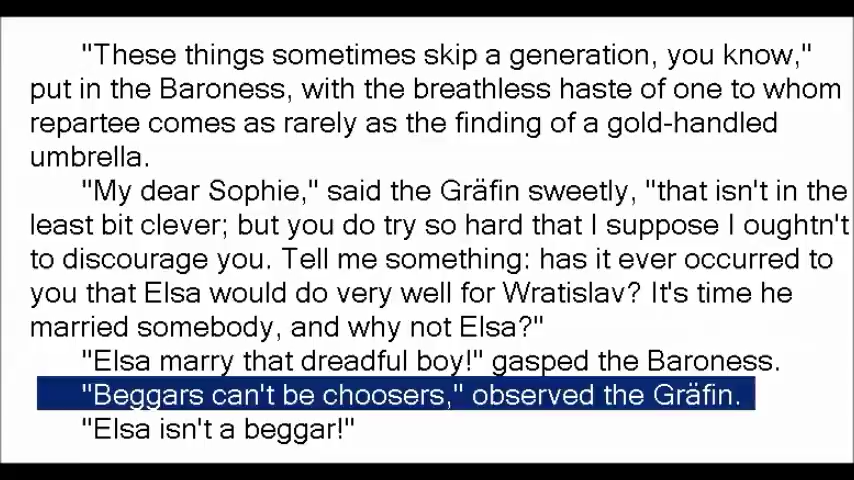 "These things sometimes skip a generation, you know,"
put in the Baroness, with the breathless haste of one to whom
repartee comes as rarely as the finding of a gold-handled
umbrella.
"My dear Sophie," said the Gräfin sweetly, "that isn't in the
least bit clever; but you do try so hard that I suppose I oughtn't
to discourage you. Tell me something: has it ever occurred to
you that Elsa would do very well for Wratislav? It's time he
married somebody, and why not Elsa?"
"Elsa marry that dreadful boy!" gasped the Baroness.
"Beggars can't be choosers," observed the Gräfin.
"Elsa isn't a beggar!"